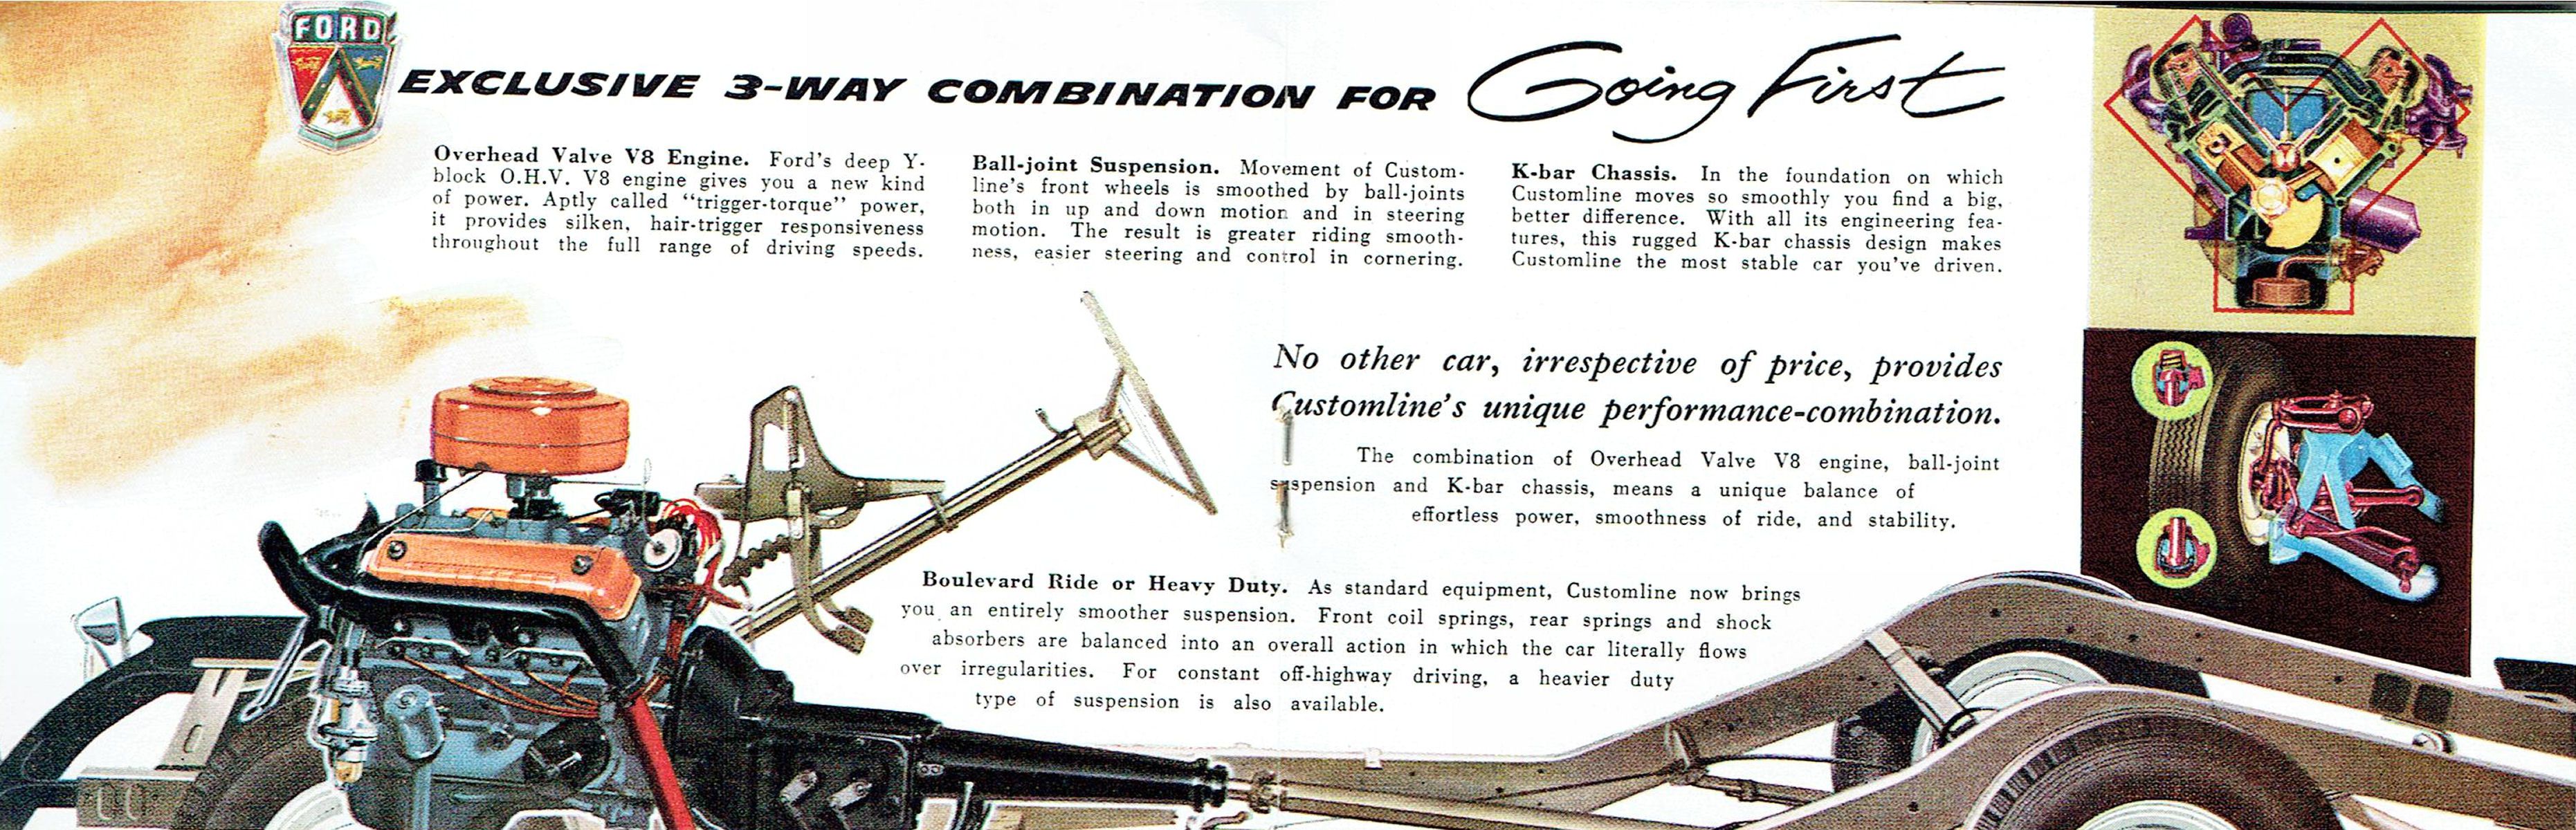 FORD
EXCLUSIVE 3-WAY COMBINATION FOR Going First
Overhead Valve V8 Engine. Ford's deep Y-
block O.H.V. V8 engine gives you a new kind
of power. Aptly called "trigger-torque" power,
it provides silken, hair-trigger responsiveness
throughout the full range of driving speeds.
Ball-joint Suspension. Movement of Custom-
line's front wheels is smoothed by ball-joints
both in up and down motion and in steering
motion. The result is greater riding smooth-
ness, easier steering and control in cornering.
K-bar Chassis. In the foundation on which
Customline moves so smoothly you find a big,
better difference. With all its engineering fea-
tures, this rugged K-bar chassis design makes
Customline the most stable car you've driven.
No other car, irrespective of price, provides
Customline's unique performance-combination.
The combination of Overhead Valve V8 engine, ball-joint
suspension and K-bar chassis, means a unique balance of
effortless power, smoothness of ride, and stability.
Boulevard Ride or Heavy Duty. As standard equipment, Customline now brings
you an entirely smoother suspension. Front coil springs, rear springs and shock
absorbers are balanced into an overall action in which the car literally flows
over irregularities. For constant off-highway driving, a heavier duty
type of suspension is also available.